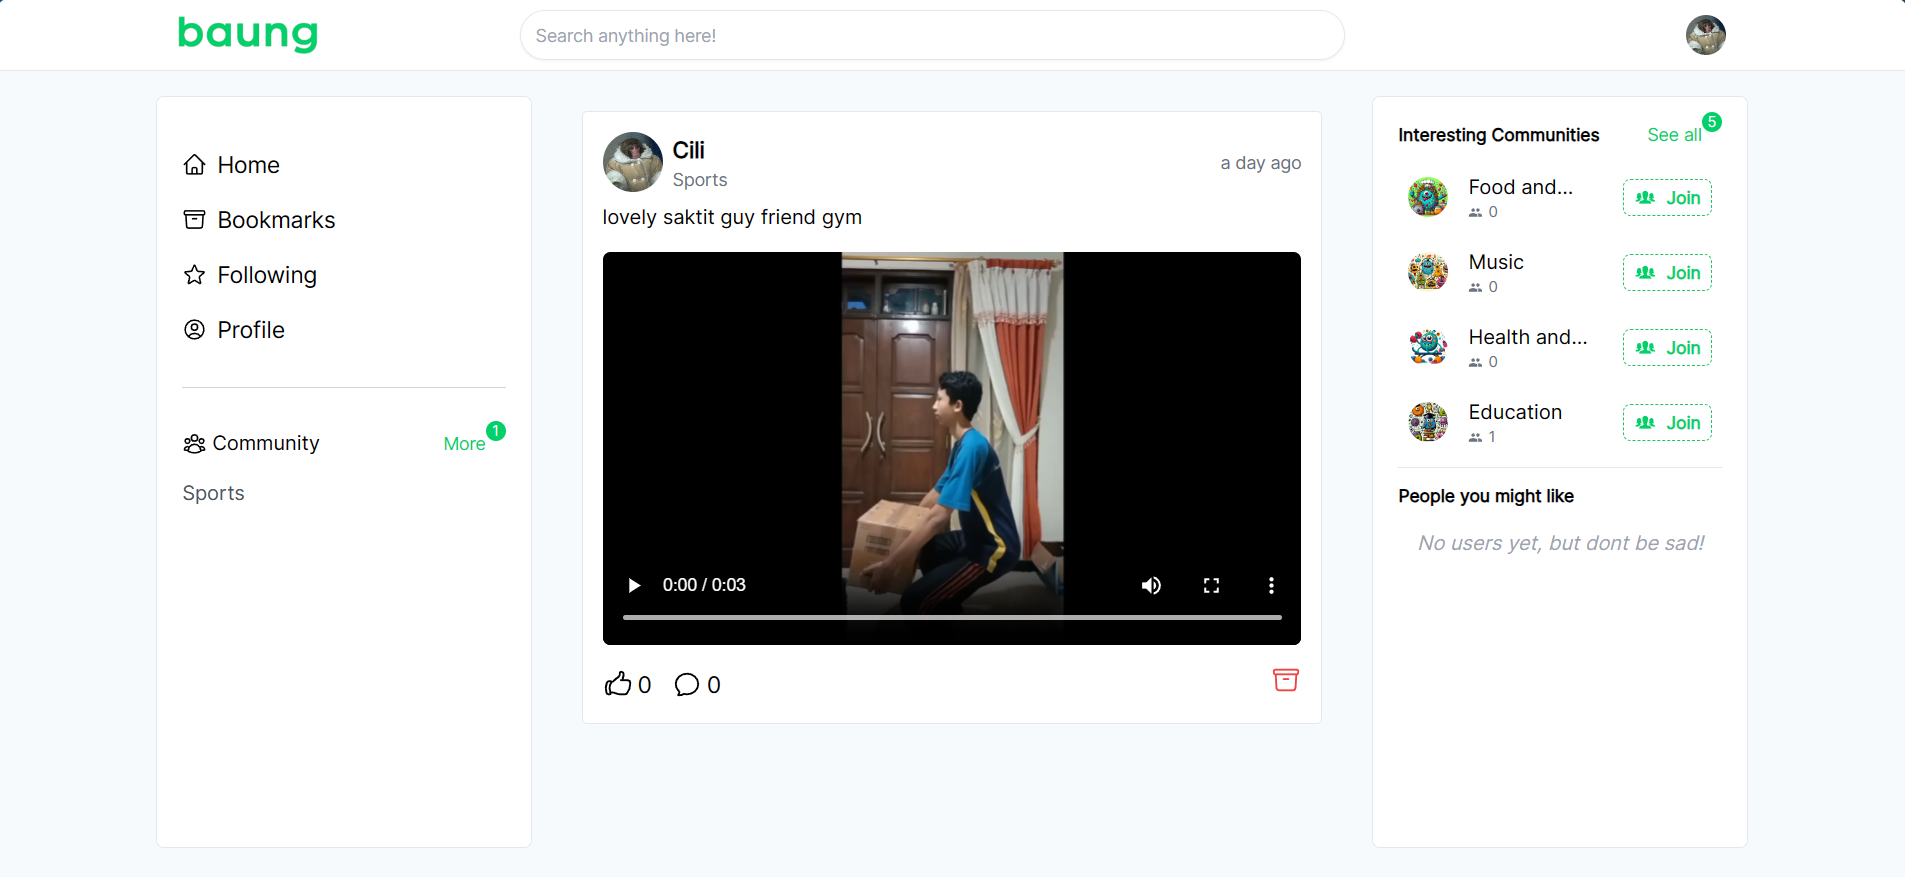 baung
Search anything here!
Home
Bookmarks
Following
Profile
Community
More
1
Sports
Cili
Sports
a day ago
lovely saktit guy friend gym
0:00 / 0:03
0
0
Interesting Communities
See all
5
Food and...
0
Join
Music
0
Join
Health and...
0
Join
Education
1
Join
People you might like
No users yet, but dont be sad!